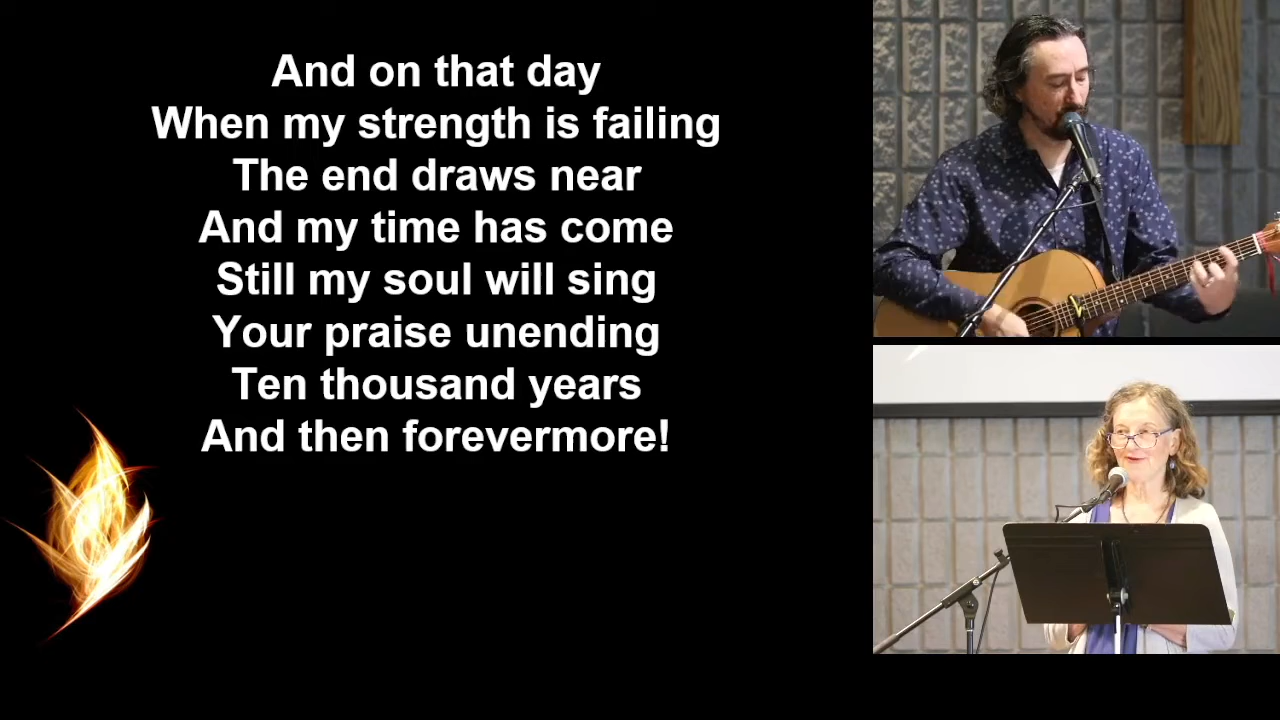 And on that day
When my strength is failing
The end draws near
And my time has come
Still my soul will sing
Your praise unending
Ten thousand years
And then forevermore!